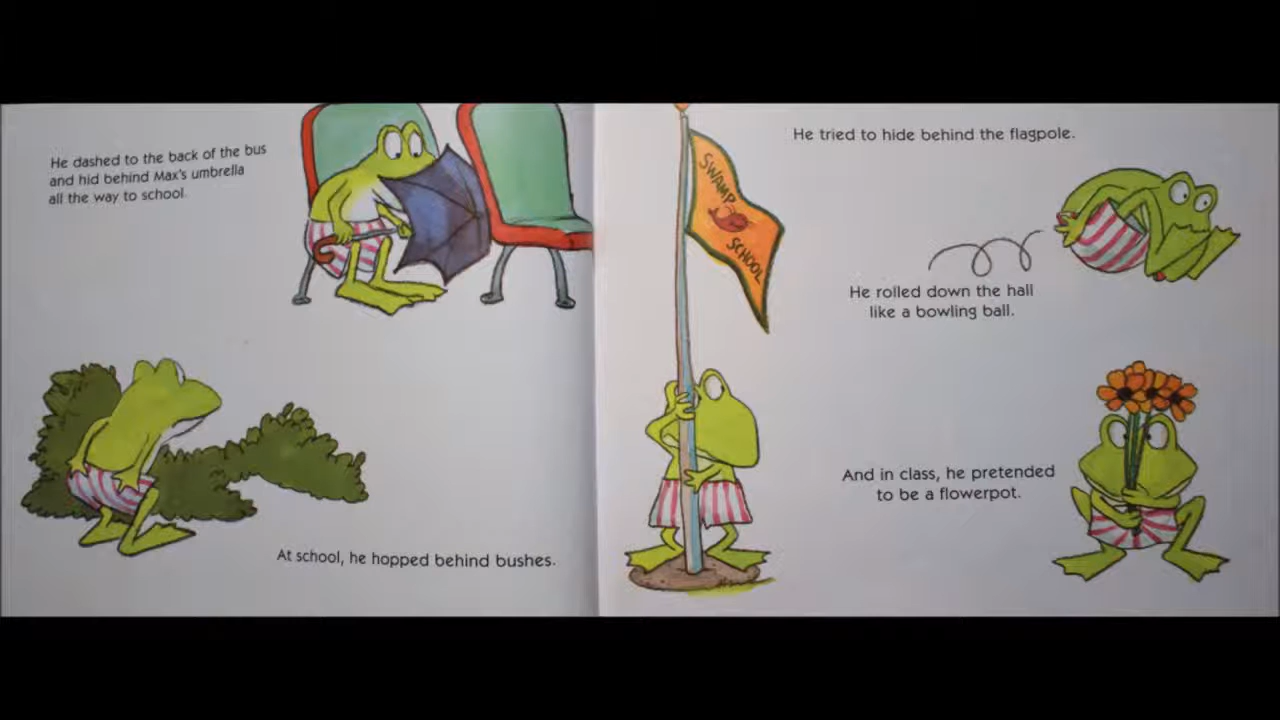 He dashed to the back of the bus
and hid behind Max's umbrella
all the way to school.
At school, he hopped behind bushes.
He tried to hide behind the flagpole.
SWAMP
SCHOOL
He rolled down the hall
like a bowling ball.
And in class, he pretended
to be a flowerpot.